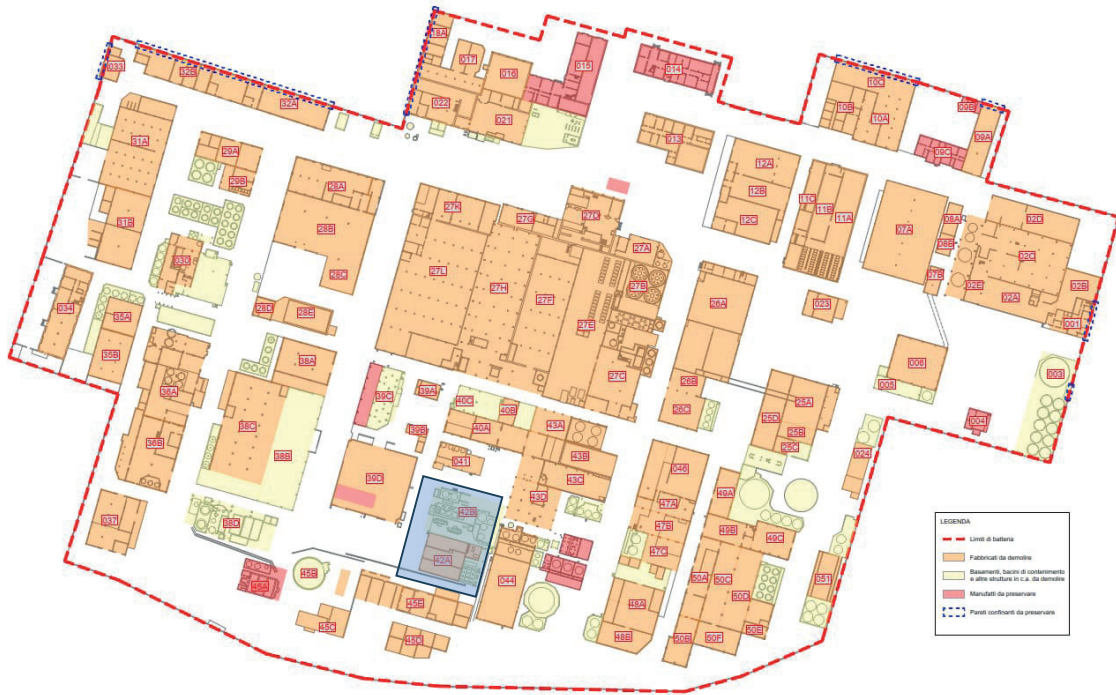 18A
017
016
015
014
033
32B
32A
022
021
013
10C
10B
10A
09B
09A
09C
31A
29A
29B
28A
28B
28C
12A
12B
12C
11C
11B
11A
07A
08A
08B
07B
02D
02C
02E
02A
02B
001
27K
27G
27D
27A
27B
27L
27H
27F
27E
27C
31B
030
034
35A
35B
28D
28E
26A
023
006
005
003
004
36A
36B
38A
38C
38B
39C
39A
39B
40C
40B
40A
43A
43B
43C
43D
041
26B
26C
25D
25A
25B
25C
024
39D
42B
42A
046
47A
47B
47C
49A
49B
49C
037
38D
45A
45B
45E
45C
45D
044
48A
48B
50A
50C
50D
50E
50B
50F
051
LEGENDA
Limiti di batteria
Fabbricati da demolire
Basamenti, bacini di contenimento
e altre strutture in c.a. da demolire
Manufatti da preservare
Pareti confinanti da preservare